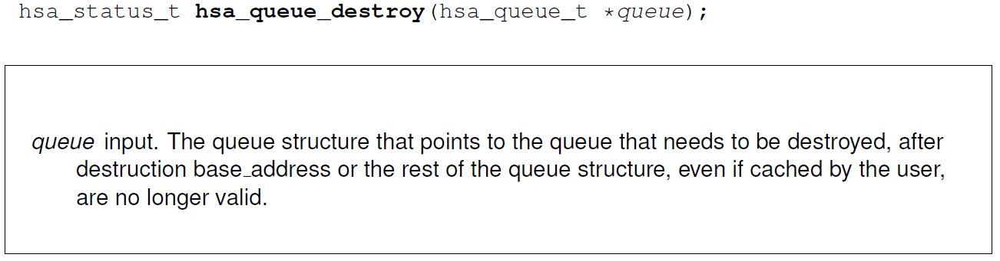 hsa_status_t hsa_queue_destroy(hsa_queue_t *queue);
queue input. The queue structure that points to the queue that needs to be destroyed, after
destruction base_address or the rest of the queue structure, even if cached by the user,
are no longer valid.